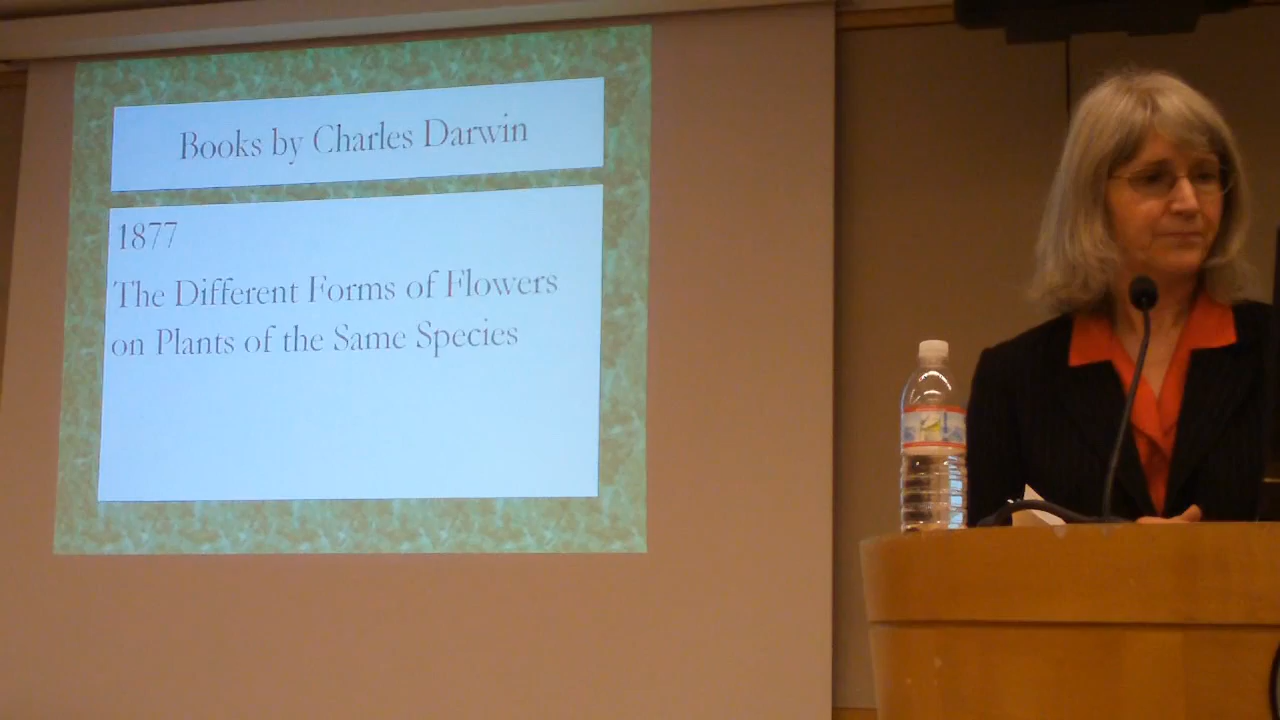 Books by Charles Darwin
1877
The Different Forms of Flowers
on Plants of the Same Species